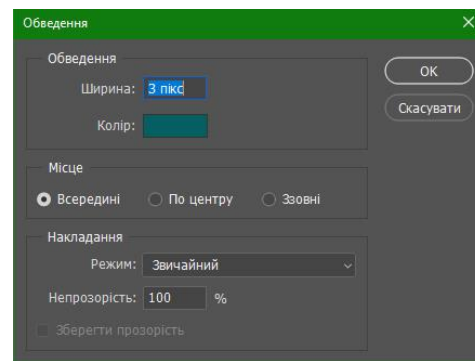 Обведення
Обведення
Ширина: 3 пікс
Колір:
OK
Скасувати
Місце
Всередині По центру Ззовні
Накладання
Режим: Звичайний
Непрозорість: 100 %
Зберегти прозорість